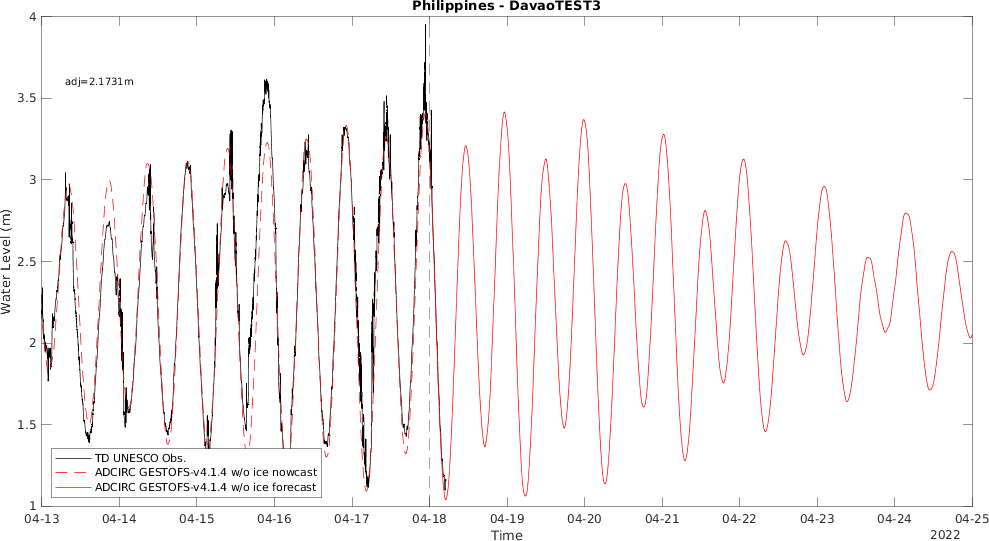 Philippines - DavaoTEST3
adj=2.1731m
Water Level (m)
4
3.5
3
2.5
2
1.5
1
TD UNESCO Obs.
ADCIRC GESTOFS-v4.1.4 w/o ice nowcast
ADCIRC GESTOFS-v4.1.4 w/o ice forecast
04-13 04-14 04-15 04-16 04-17 04-18 04-19 04-20 04-21 04-22 04-23 04-24 04-25
Time
2022